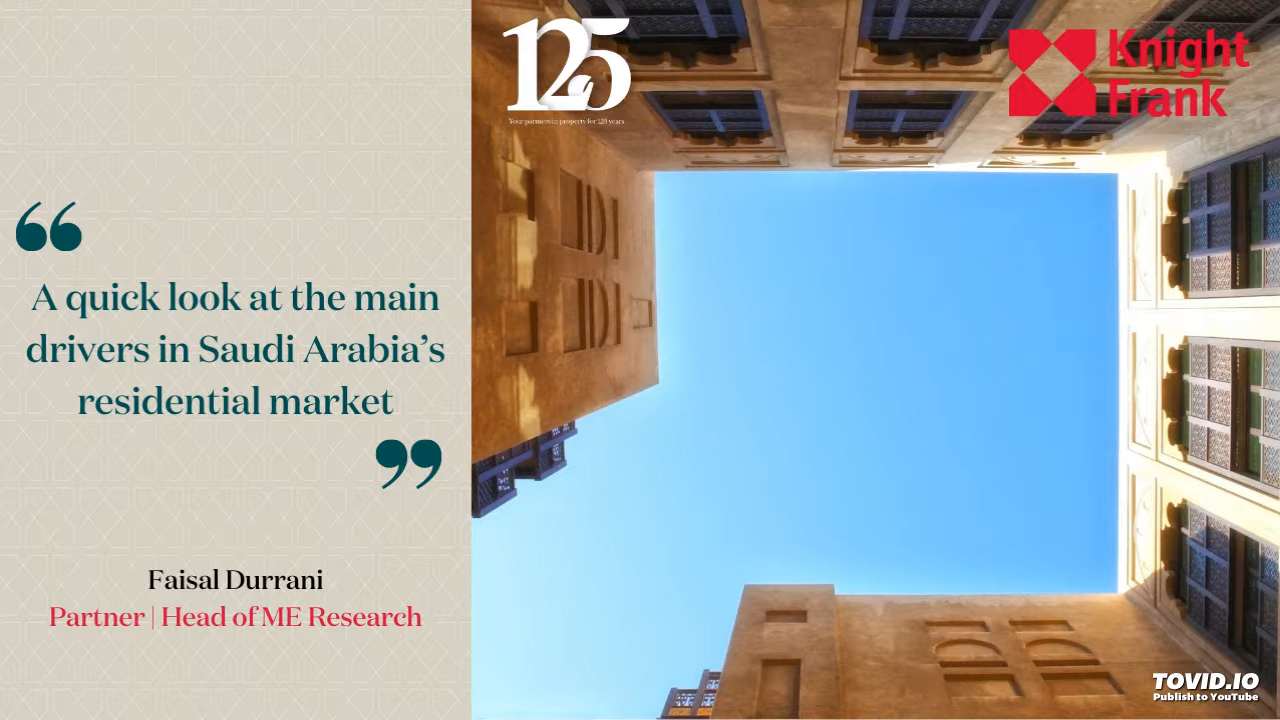 “
A quick look at the main
drivers in Saudi Arabia’s
residential market
”
Faisal Durrani
Partner | Head of ME Research
125
Your partners in property for 125 years
Knight
Frank
TOVID.IO
Publish to YouTube